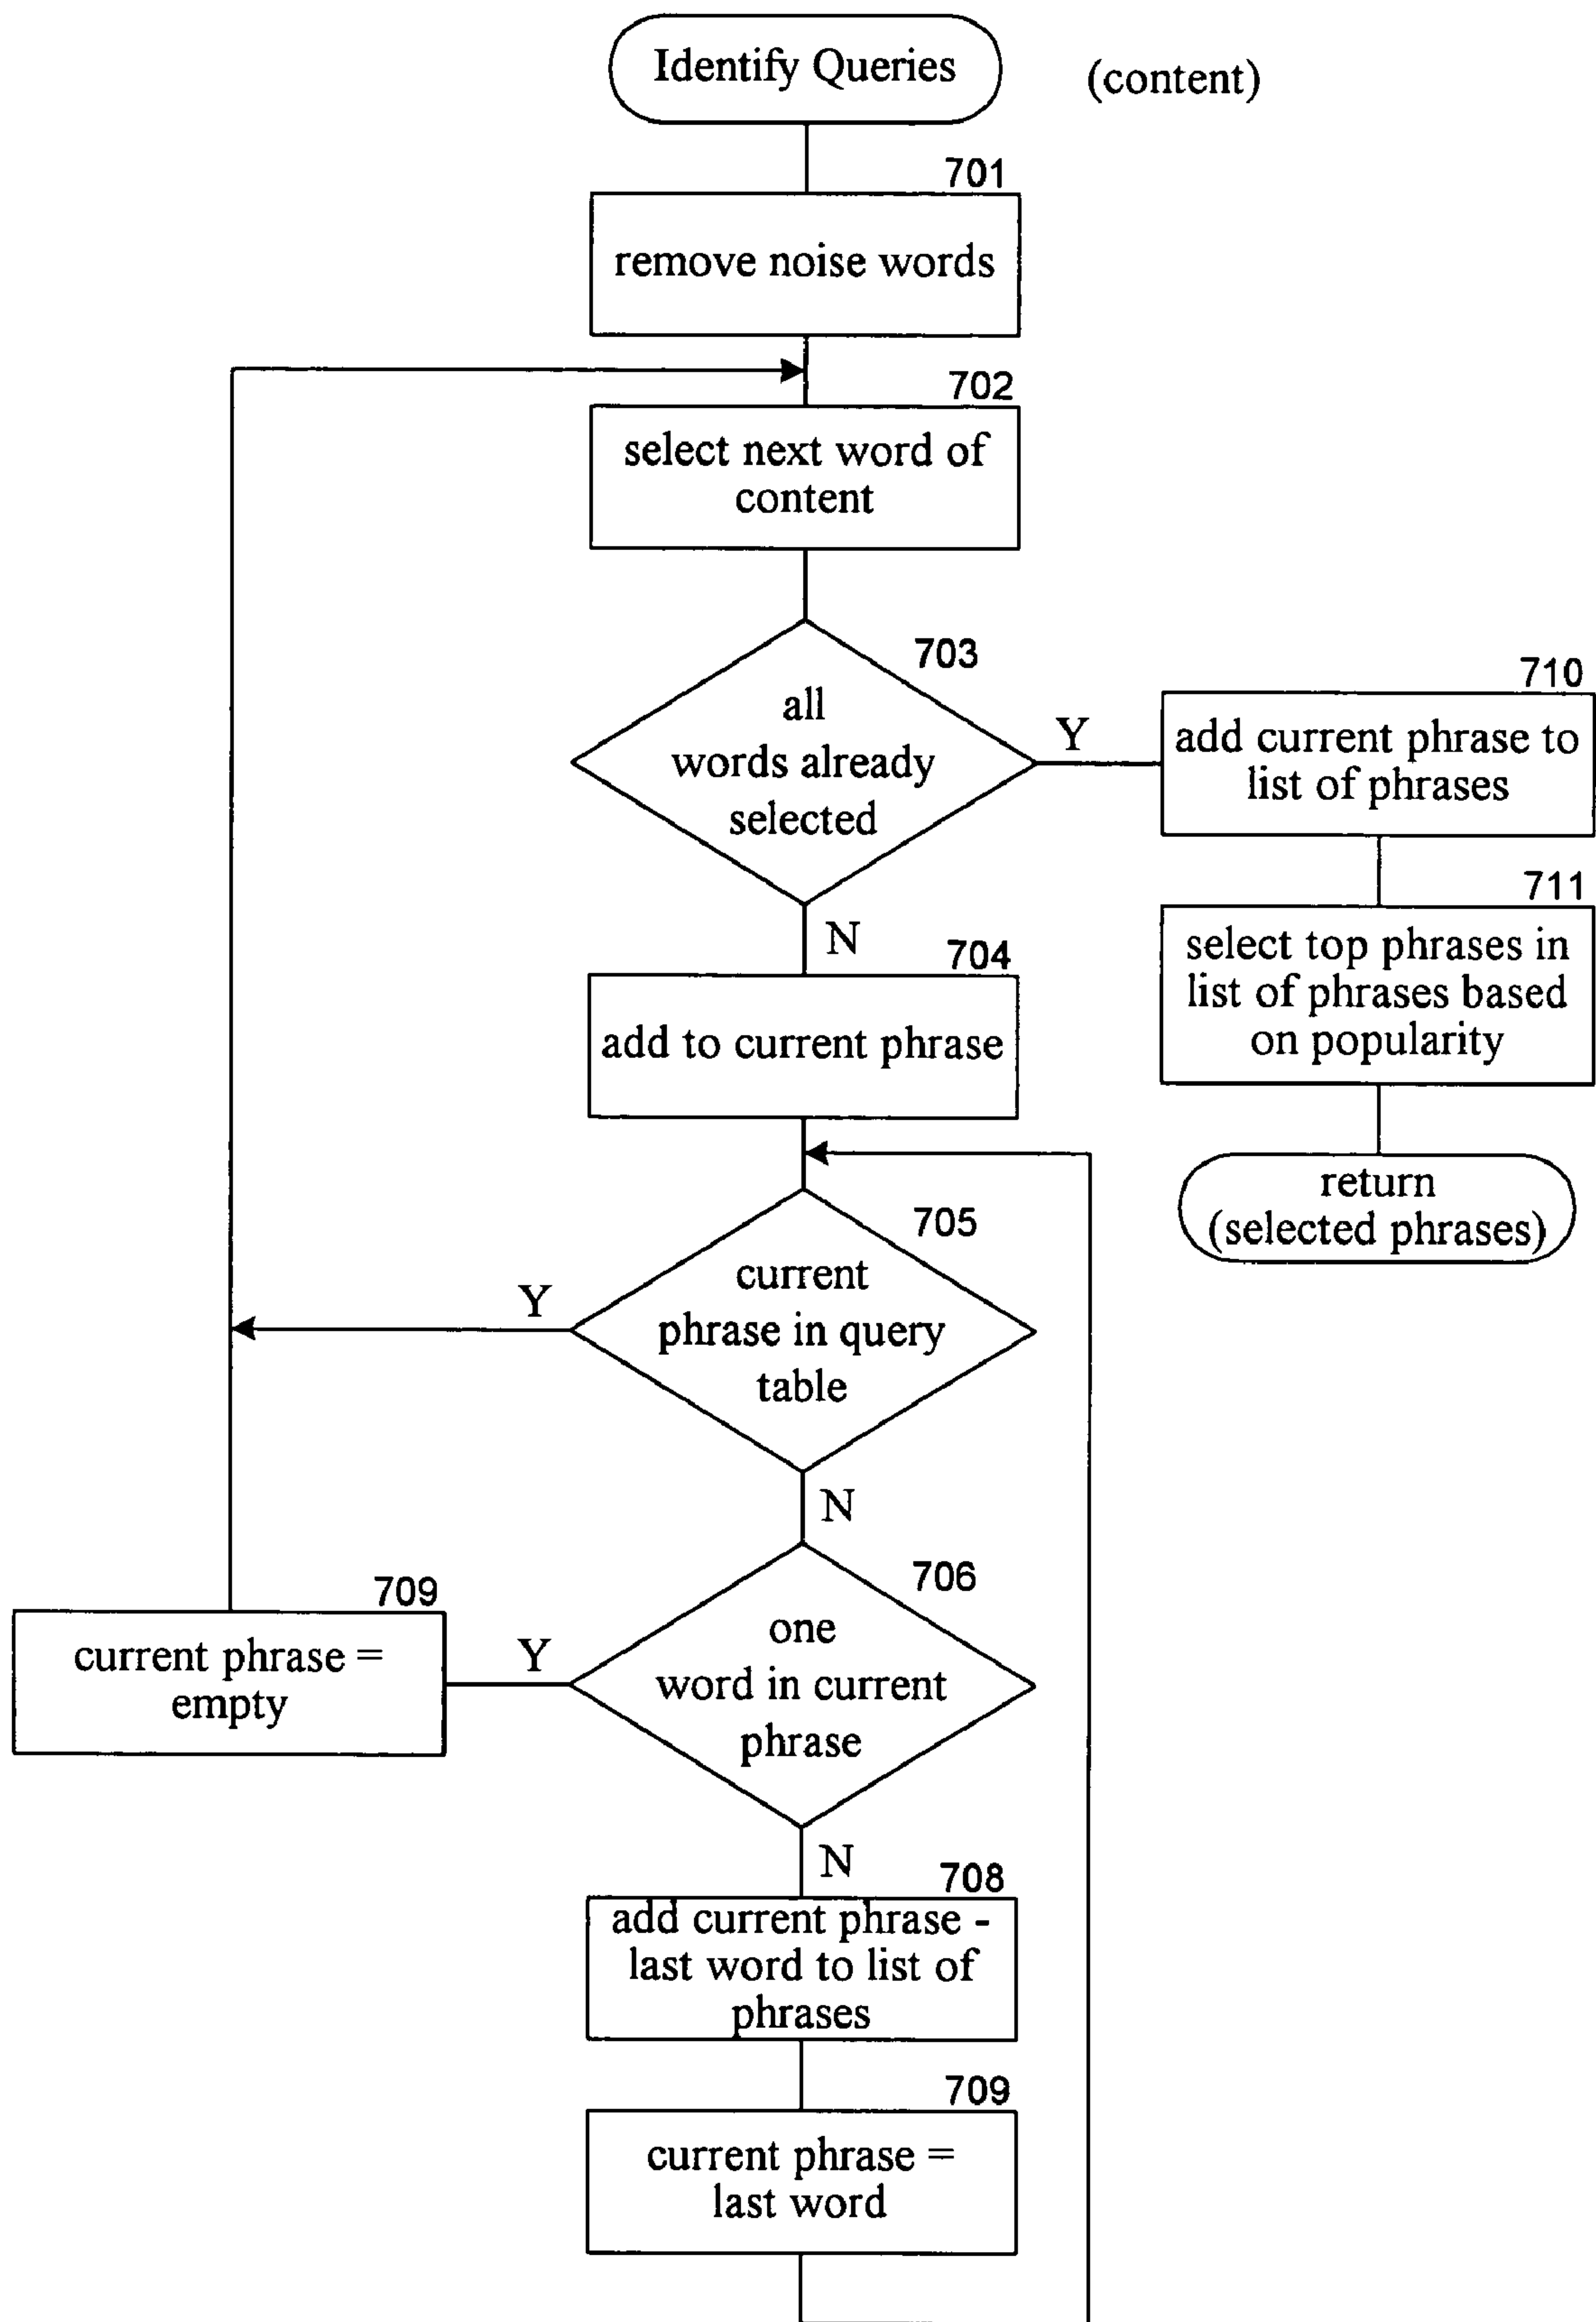 Identify Queries
(content)
701
remove noise words
702
select next word of
content
703
all
words already
selected
Y
710
add current phrase to
list of phrases
711
select top phrases in
list of phrases based
on popularity
return
(selected phrases)
N
704
add to current phrase
705
current
phrase in query
table
Y
N
706
one
word in current
phrase
Y
709
current phrase =
empty
N
708
add current phrase -
last word to list of
phrases
709
current phrase =
last word